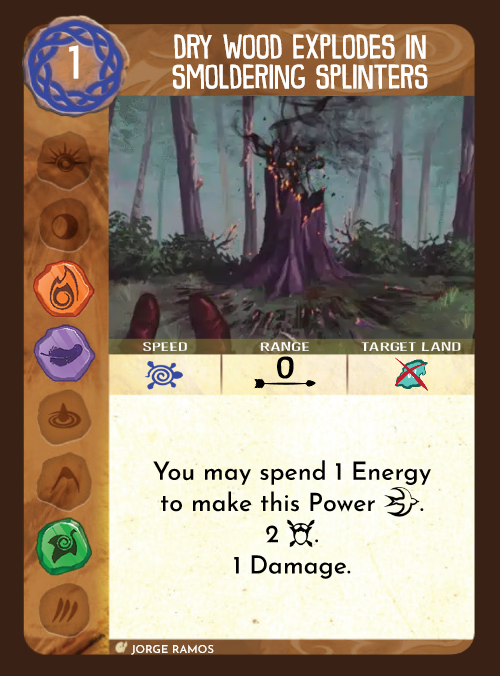 1
DRY WOOD EXPLODES IN
SMOLDERING SPLINTERS
SPEED RANGE TARGET LAND
0
You may spend 1 Energy
to make this Power .
2 .
1 Damage.
JORGE RAMOS